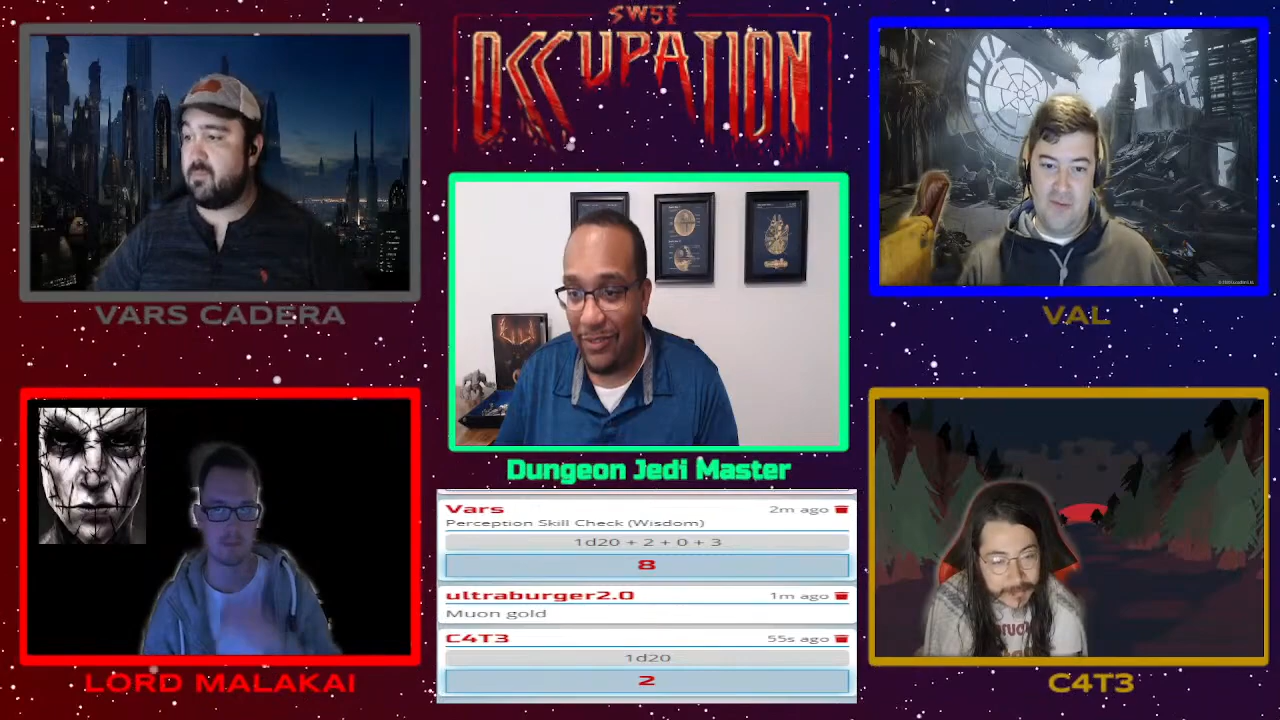 SW5E
OCCUPATION
VARS CADERA
VAL
Dungeon Jedi Master
LORD MALAKAI
C4T3
Vars 2m ago
Perception Skill Check (Wisdom)
1d20 + 2 + 0 + 3
8
ultraburger2.0 1m ago
Muon gold
C4T3 55s ago
1d20
2